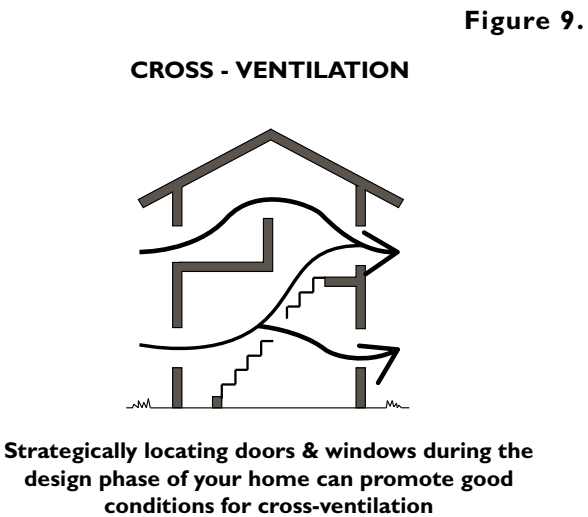 Figure 9.
CROSS - VENTILATION
Strategically locating doors & windows during the
design phase of your home can promote good
conditions for cross-ventilation